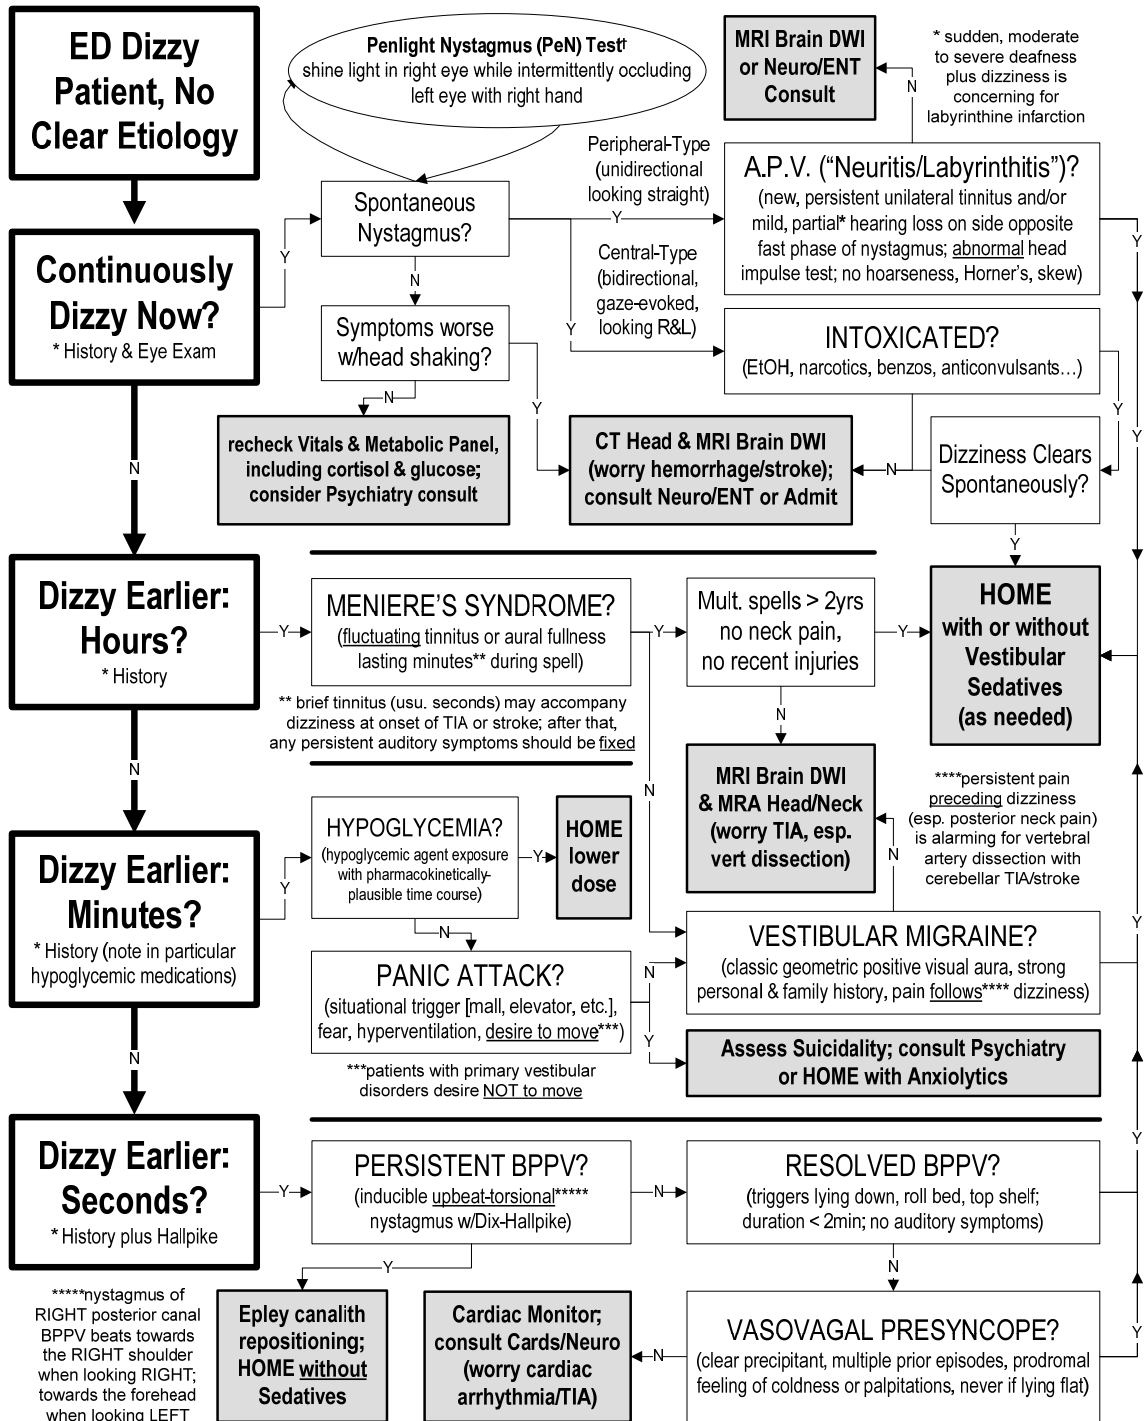 ED Dizzy
Patient, No
Clear Etiology
Penlight Nystagmus (PeN) Test†
shine light in right eye while intermittently occluding
left eye with right hand
MRI Brain DWI
or Neuro/ENT
Consult
* sudden, moderate
to severe deafness
plus dizziness is
concerning for
labyrinthine infarction
N
Continuously
Dizzy Now?
* History & Eye Exam
Y
Spontaneous
Nystagmus?
Peripheral-Type
(unidirectional
looking straight)
Y
A.P.V. ("Neuritis/Labyrinthitis")?
(new, persistent unilateral tinnitus and/or
mild, partial* hearing loss on side opposite
fast phase of nystagmus; abnormal head
impulse test; no hoarseness, Horner's, skew)
Y
Central-Type
(bidirectional,
gaze-evoked,
looking R&L)
Y
N
Symptoms worse
w/head shaking?
INTOXICATED?
(EtOH, narcotics, benzos, anticonvulsants…)
N
Y
Y
Y
recheck Vitals & Metabolic Panel,
including cortisol & glucose;
consider Psychiatry consult
CT Head & MRI Brain DWI
(worry hemorrhage/stroke);
consult Neuro/ENT or Admit
N
Dizziness Clears
Spontaneously?
Y
N
Dizzy Earlier:
Hours?
* History
Y
MENIERE'S SYNDROME?
(fluctuating tinnitus or aural fullness
lasting minutes** during spell)
Y
Mult. spells > 2yrs
no neck pain,
no recent injuries
Y
HOME
with or without
Vestibular
Sedatives
(as needed)
** brief tinnitus (usu. seconds) may accompany
dizziness at onset of TIA or stroke; after that,
any persistent auditory symptoms should be fixed
N
N
N
MRI Brain DWI
& MRA Head/Neck
(worry TIA, esp.
vert dissection)
****persistent pain
preceding dizziness
(esp. posterior neck pain)
is alarming for vertebral
artery dissection with
cerebellar TIA/stroke
N
Dizzy Earlier:
Minutes?
* History (note in particular
hypoglycemic medications)
Y
HYPOGLYCEMIA?
(hypoglycemic agent exposure
with pharmacokinetically-
plausible time course)
Y
HOME
lower
dose
N
VESTIBULAR MIGRAINE?
(classic geometric positive visual aura, strong
personal & family history, pain follows**** dizziness)
Y
PANIC ATTACK?
(situational trigger [mall, elevator, etc.],
fear, hyperventilation, desire to move***)
N
Y
Assess Suicidality; consult Psychiatry
or HOME with Anxiolytics
***patients with primary vestibular
disorders desire NOT to move
N
Y
Dizzy Earlier:
Seconds?
* History plus Hallpike
Y
PERSISTENT BPPV?
(inducible upbeat-torsional*****
nystagmus w/Dix-Hallpike)
N
RESOLVED BPPV?
(triggers lying down, roll bed, top shelf;
duration < 2min; no auditory symptoms)
Y
Y
N
*****nystagmus of
RIGHT posterior canal
BPPV beats towards
the RIGHT shoulder
when looking RIGHT;
towards the forehead
when looking LEFT
Epley canalith
repositioning;
HOME without
Sedatives
Cardiac Monitor;
consult Cards/Neuro
(worry cardiac
arrhythmia/TIA)
N
VASOVAGAL PRESYNCOPE?
(clear precipitant, multiple prior episodes, prodromal
feeling of coldness or palpitations, never if lying flat)
Y